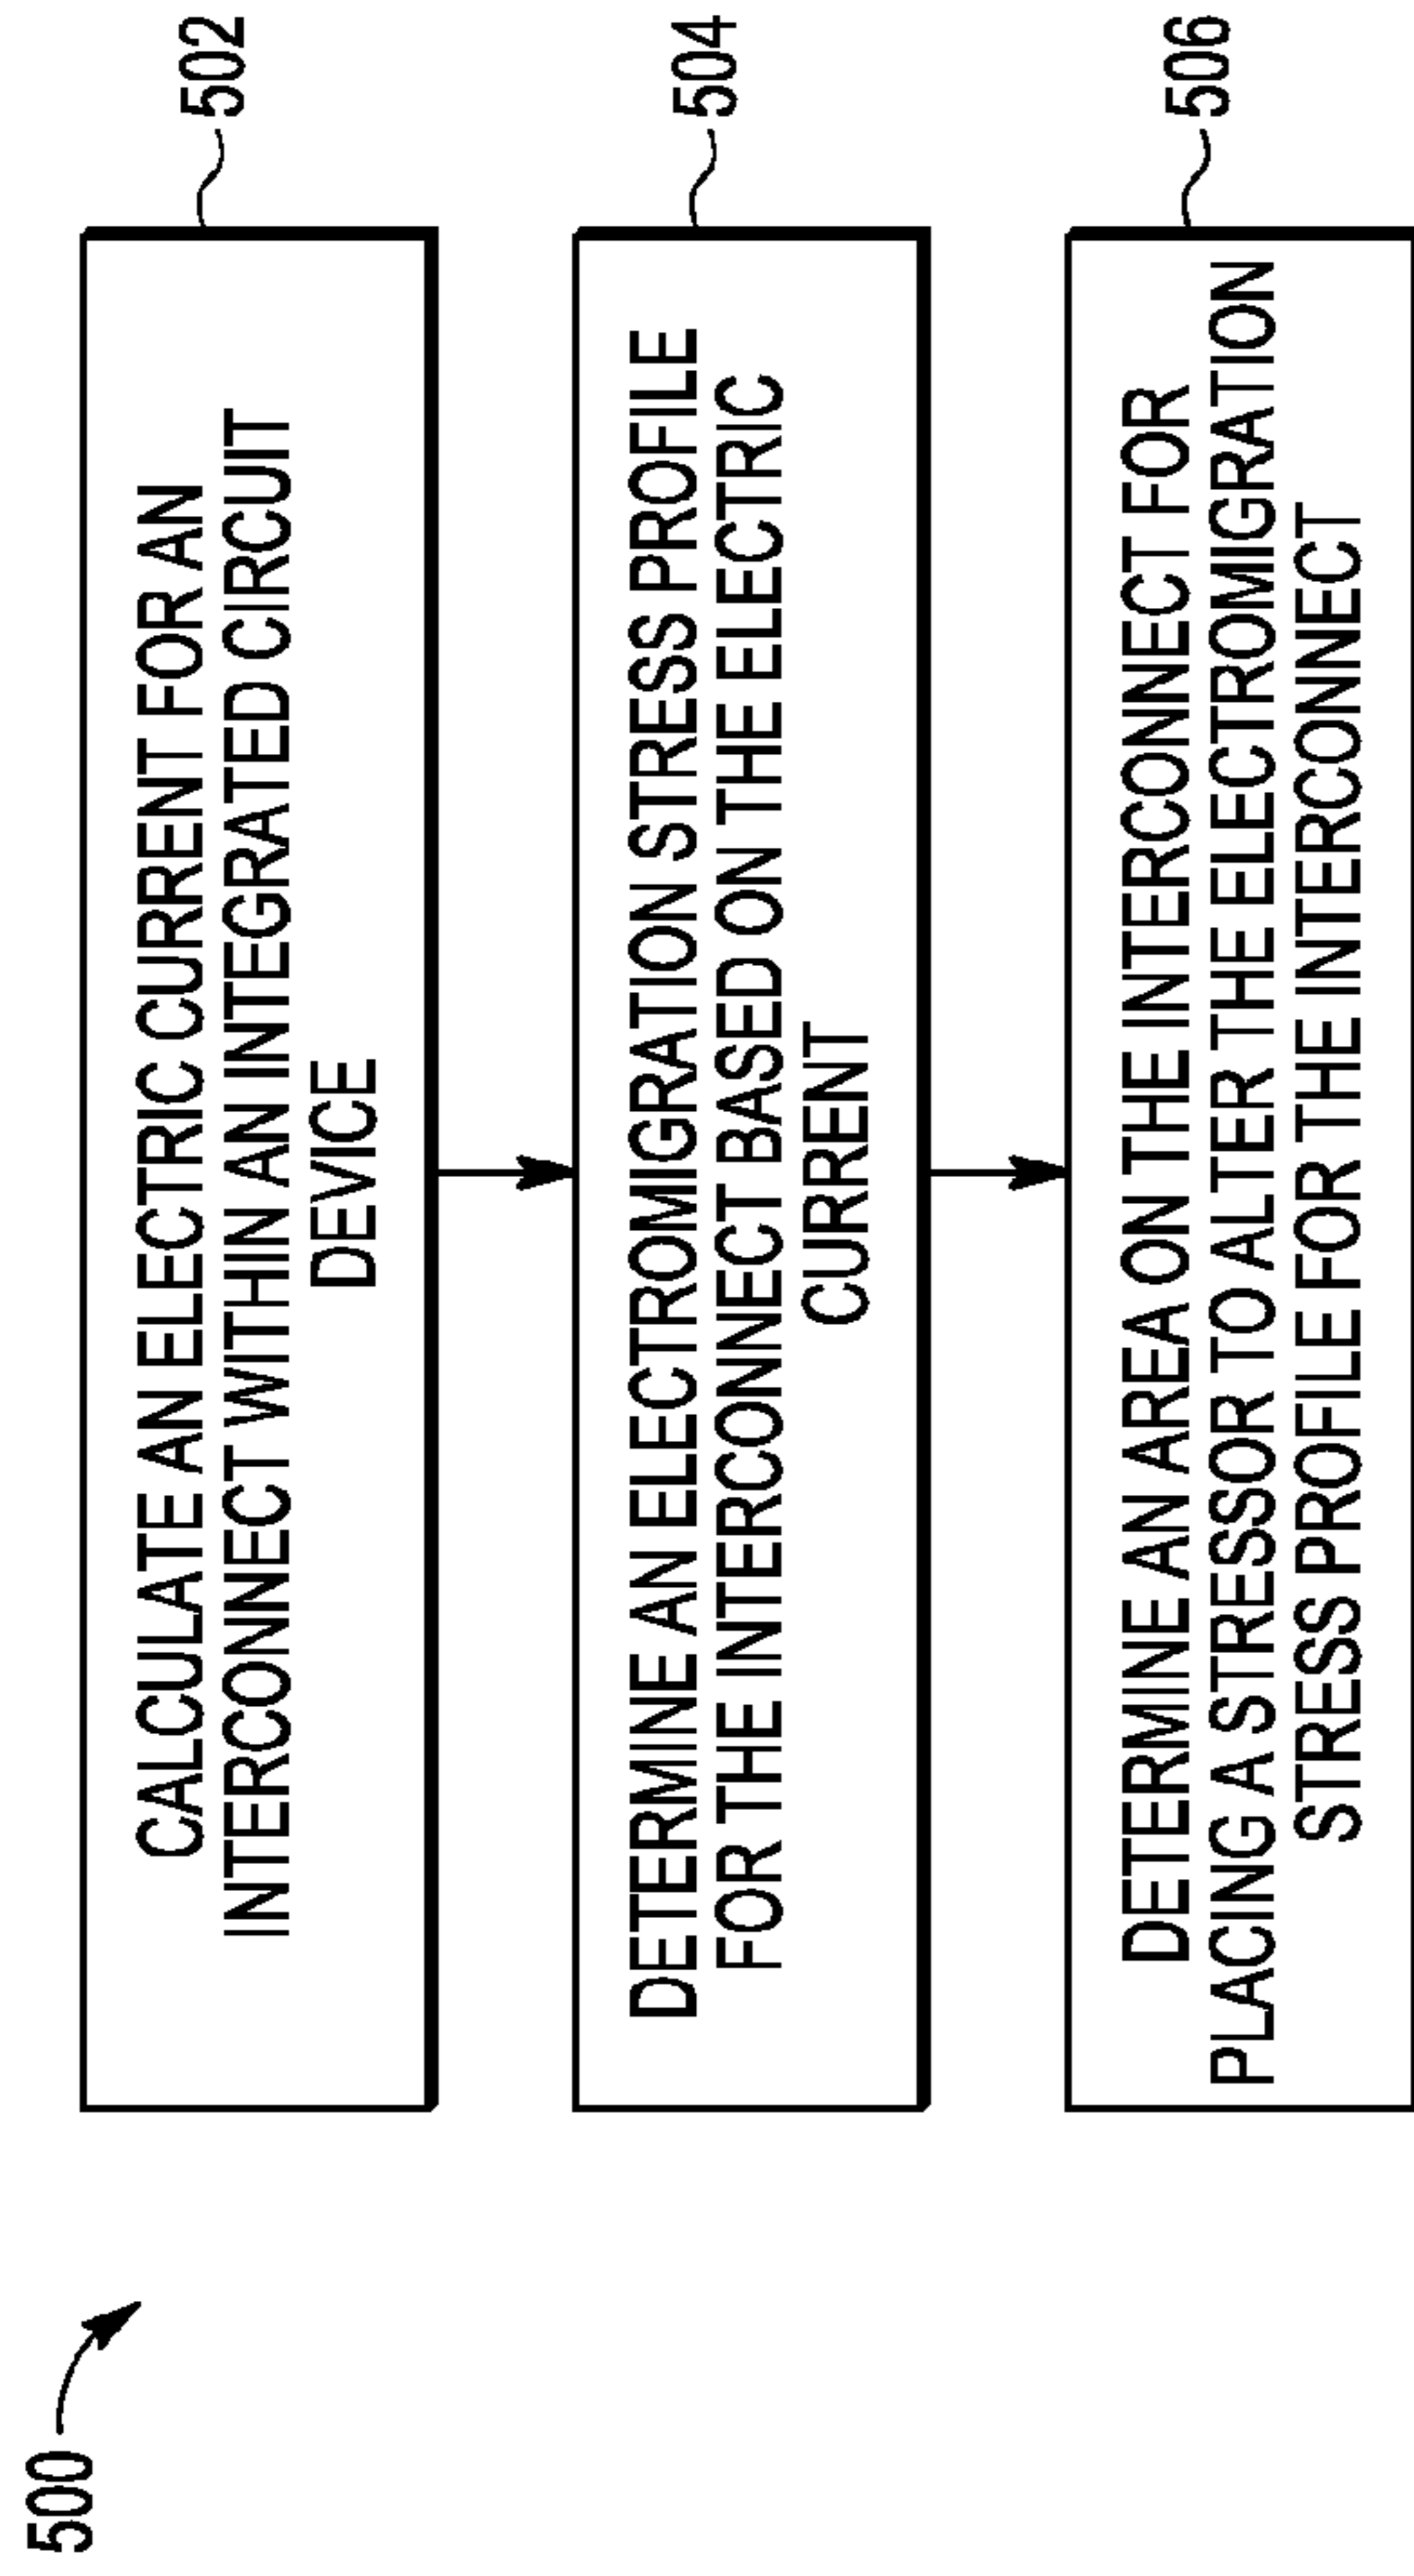 500
CALCULATE AN ELECTRIC CURRENT FOR AN
INTERCONNECT WITHIN AN INTEGRATED CIRCUIT
DEVICE
502
DETERMINE AN ELECTROMIGRATION STRESS PROFILE
FOR THE INTERCONNECT BASED ON THE ELECTRIC
CURRENT
504
DETERMINE AN AREA ON THE INTERCONNECT FOR
PLACING A STRESSOR TO ALTER THE ELECTROMIGRATION
STRESS PROFILE FOR THE INTERCONNECT
506